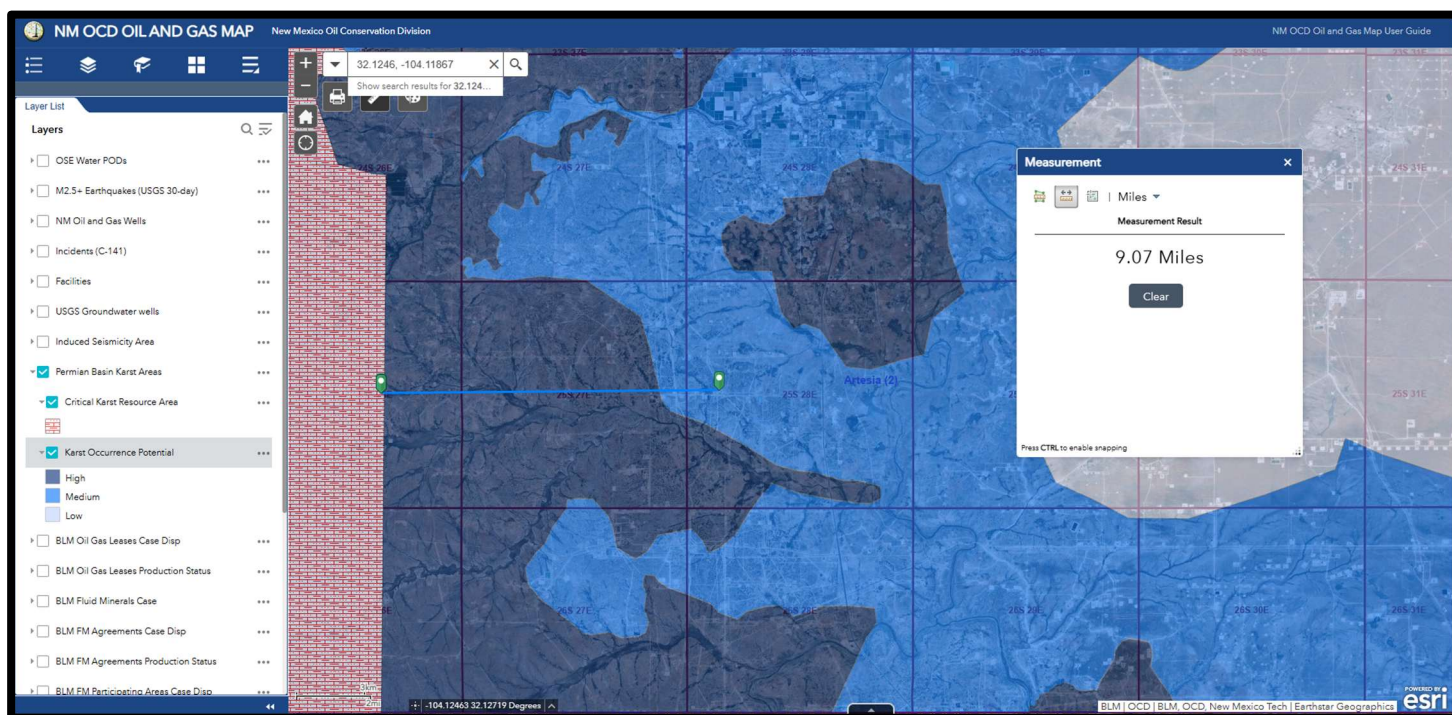 NM OCD OIL AND GAS MAP New Mexico Oil Conservation Division
NM OCD Oil and Gas Map User Guide
32.1246, -104.11867
Show search results for 32.124...
Layer List
Layers
OSE Water PODs
M2.5+ Earthquakes (USGS 30-day)
NM Oil and Gas Wells
Incidents (C-141)
Facilities
USGS Groundwater wells
Induced Seismicity Area
Permian Basin Karst Areas
Critical Karst Resource Area
Karst Occurrence Potential
High
Medium
Low
BLM Oil Gas Leases Case Disp
BLM Oil Gas Leases Production Status
BLM Fluid Minerals Case
BLM FM Agreements Case Disp
BLM FM Agreements Production Status
BLM FM Participating Areas Case Disp
24S 26E
24S 27E
24S 28E
24S 31E
Artesia (2)
25S 27E
25S 28E
25S 31E
26S 27E
26S 28E
26S 29E
26S 30E
26S 31E
Measurement
Miles
Measurement Result
9.07 Miles
Clear
Press CTRL to enable snapping
3km
2mi
-104.12463 32.12719 Degrees
BLM | OCD | BLM, OCD, New Mexico Tech | Earthstar Geographics
POWERED BY
esri